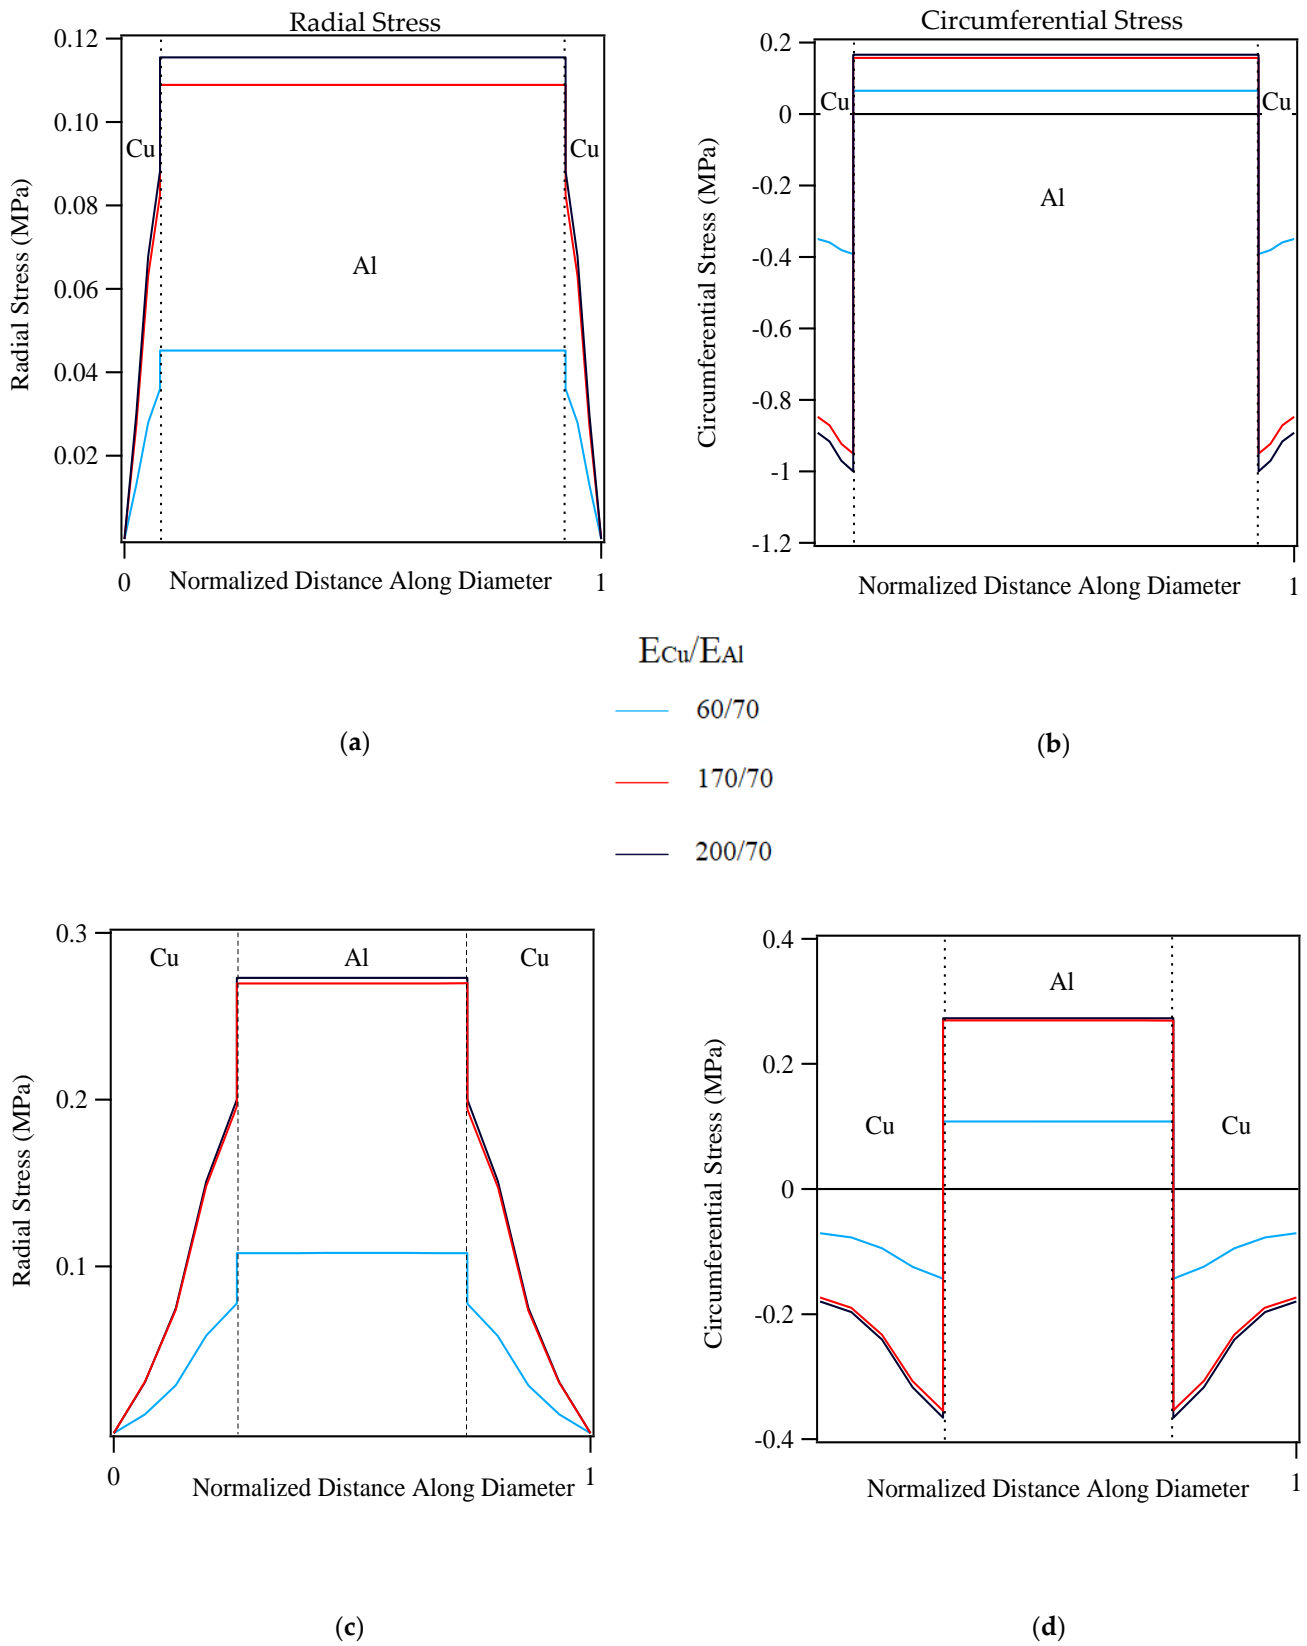 Radial Stress
0.12
0.10
0.08
0.06
0.04
0.02
Radial Stress (MPa)
Cu
Al
Cu
0
1
Normalized Distance Along Diameter
(a)
Circumferential Stress
0.2
0
-0.2
-0.4
-0.6
-0.8
-1
-1.2
Circumferential Stress (MPa)
Cu
Al
Cu
1
Normalized Distance Along Diameter
(b)
ECu/EAl
60/70
170/70
200/70
0.3
0.2
0.1
Radial Stress (MPa)
Cu
Al
Cu
0
1
Normalized Distance Along Diameter
(c)
0.4
0.2
0
-0.2
-0.4
Circumferential Stress (MPa)
Al
Cu
Cu
1
Normalized Distance Along Diameter
(d)